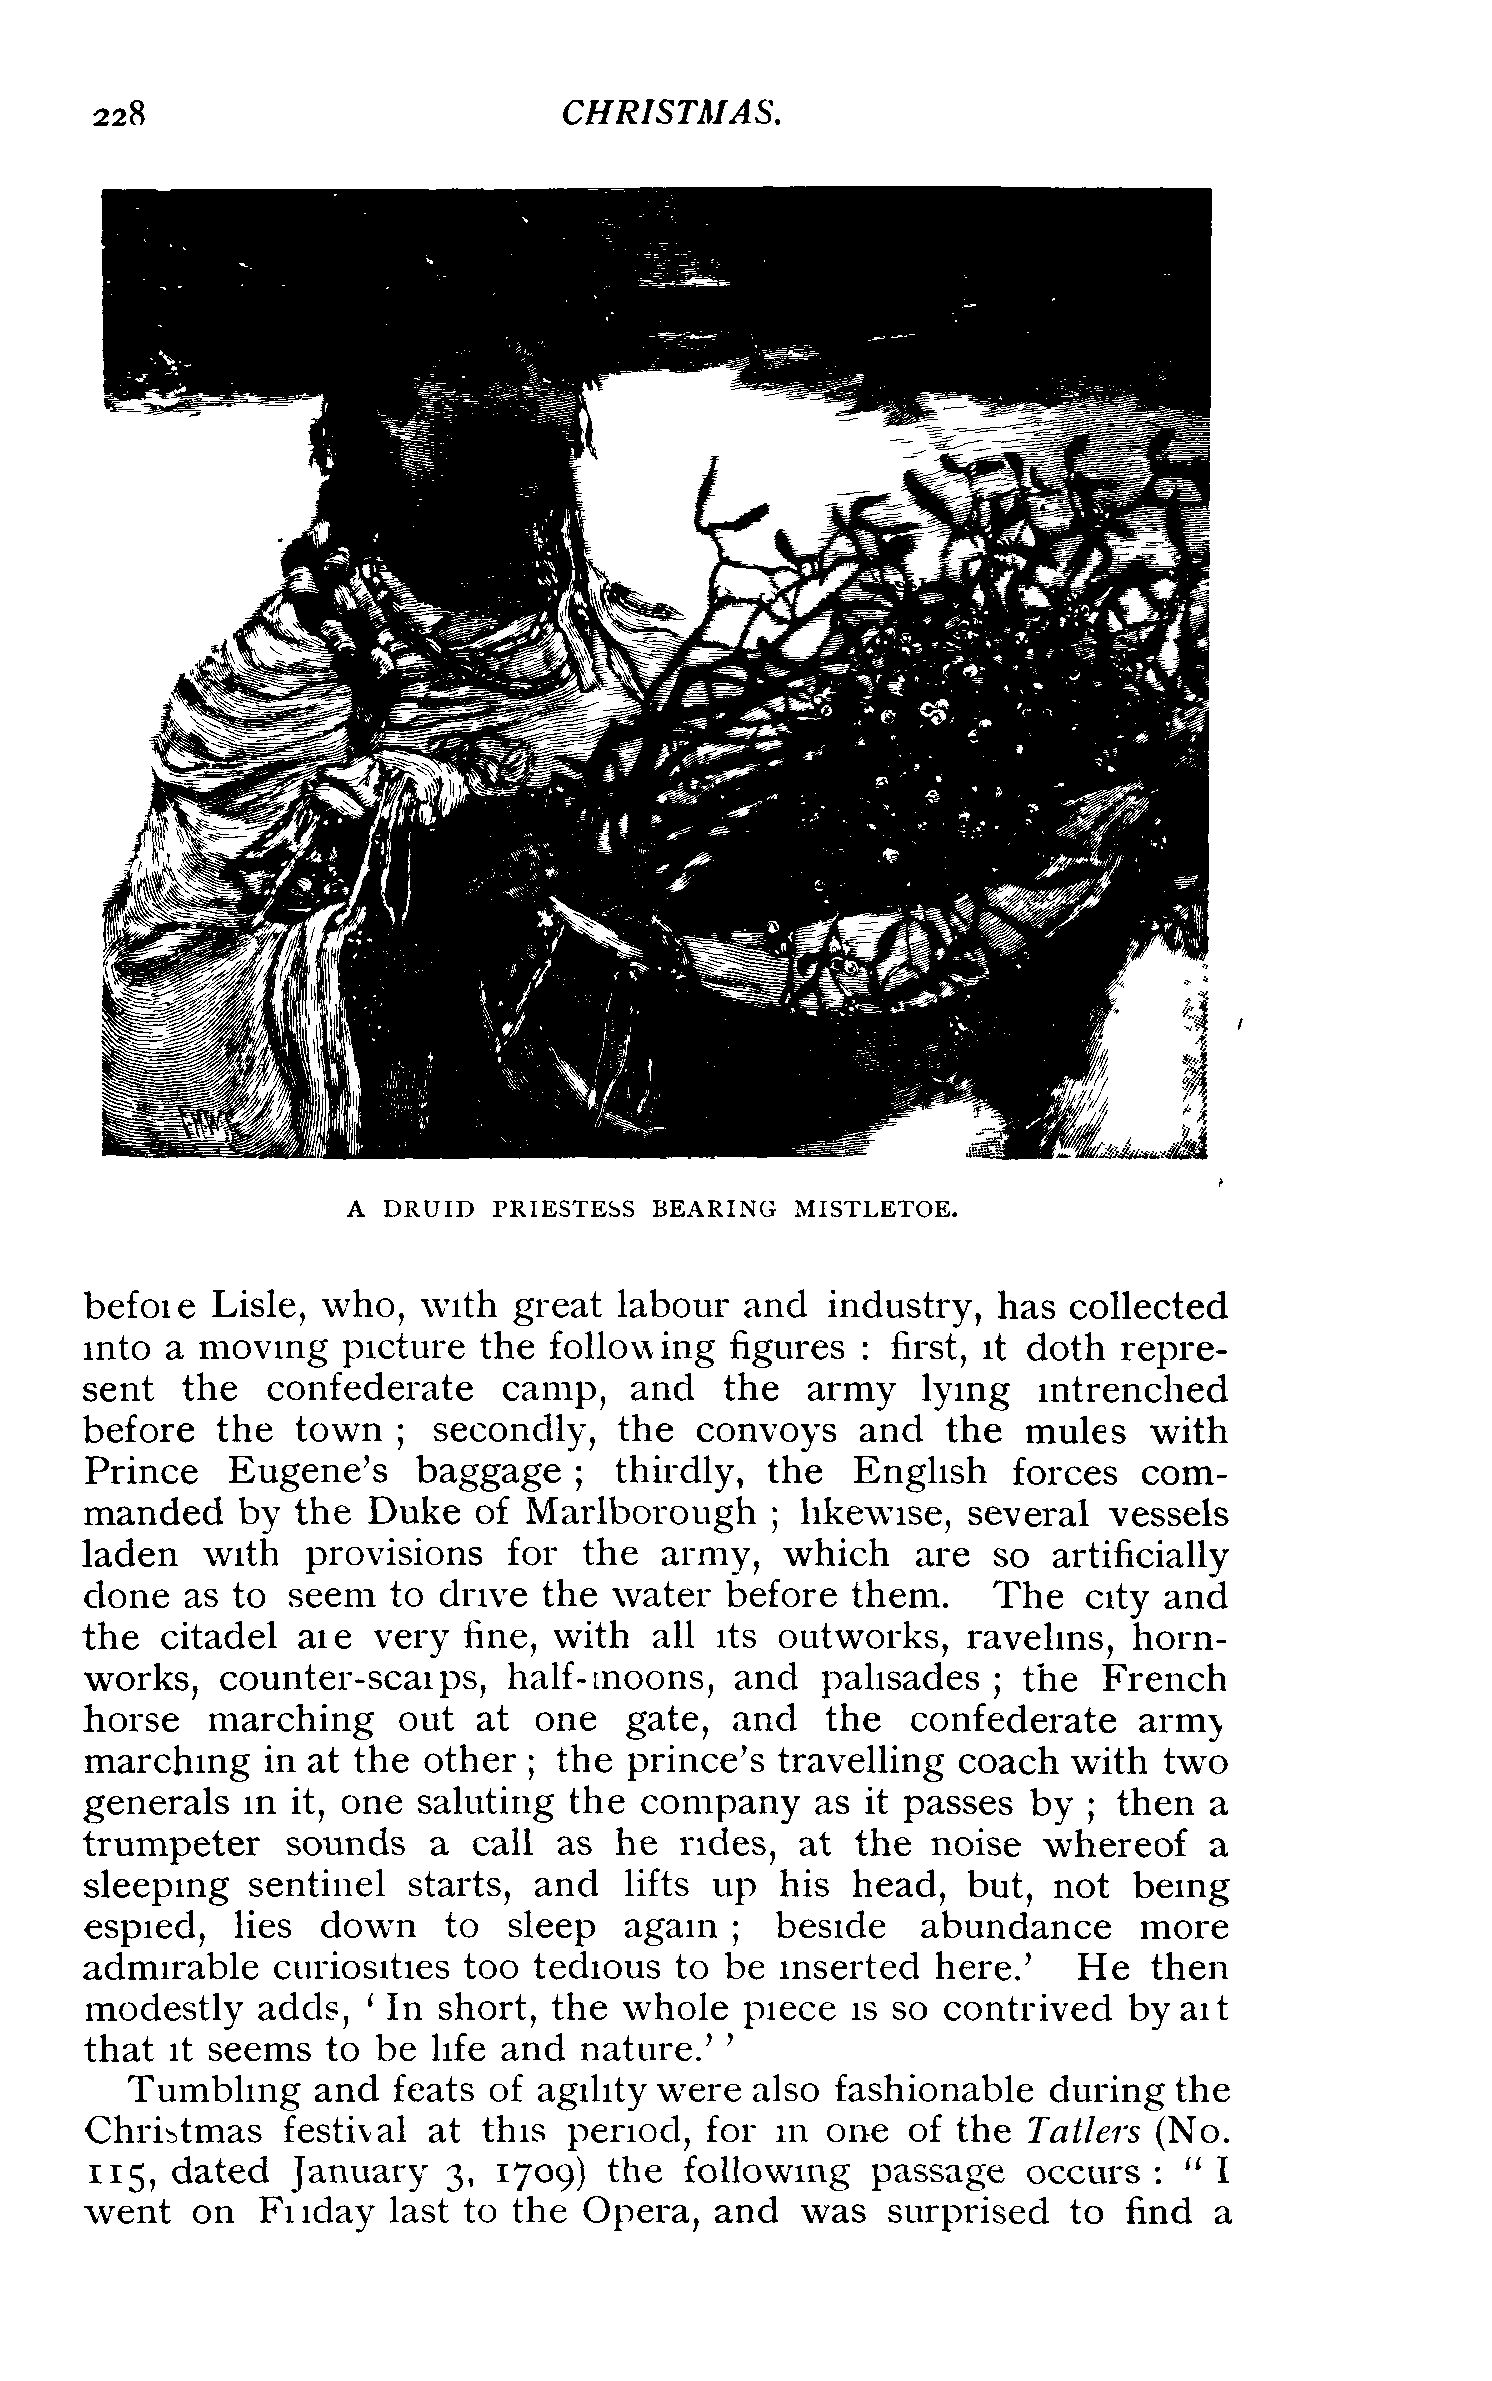 228
CHRISTMAS.
A DRUID PRIESTESS BEARING MISTLETOE.
before Lisle, who, with great labour and industry, has collected
into a moving picture the following figures : first, it doth repre-
sent the confederate camp, and the army lying intrenched
before the town ; secondly, the convoys and the mules with
Prince Eugene's baggage ; thirdly, the English forces com-
manded by the Duke of Marlborough ; likewise, several vessels
laden with provisions for the army, which are so artificially
done as to seem to drive the water before them. The city and
the citadel are very fine, with all its outworks, ravelins, horn-
works, counter-scarps, half-moons, and palisades ; the French
horse marching out at one gate, and the confederate army
marching in at the other ; the prince's travelling coach with two
generals in it, one saluting the company as it passes by ; then a
trumpeter sounds a call as he rides, at the noise whereof a
sleeping sentinel starts, and lifts up his head, but, not being
espied, lies down to sleep again ; beside abundance more
admirable curiosities too tedious to be inserted here.' He then
modestly adds, ' In short, the whole piece is so contrived by art
that it seems to be life and nature.' '
Tumbling and feats of agility were also fashionable during the
Christmas festival at this period, for in one of the Tatlers (No.
115, dated January 3, 1709) the following passage occurs : " I
went on Friday last to the Opera, and was surprised to find a